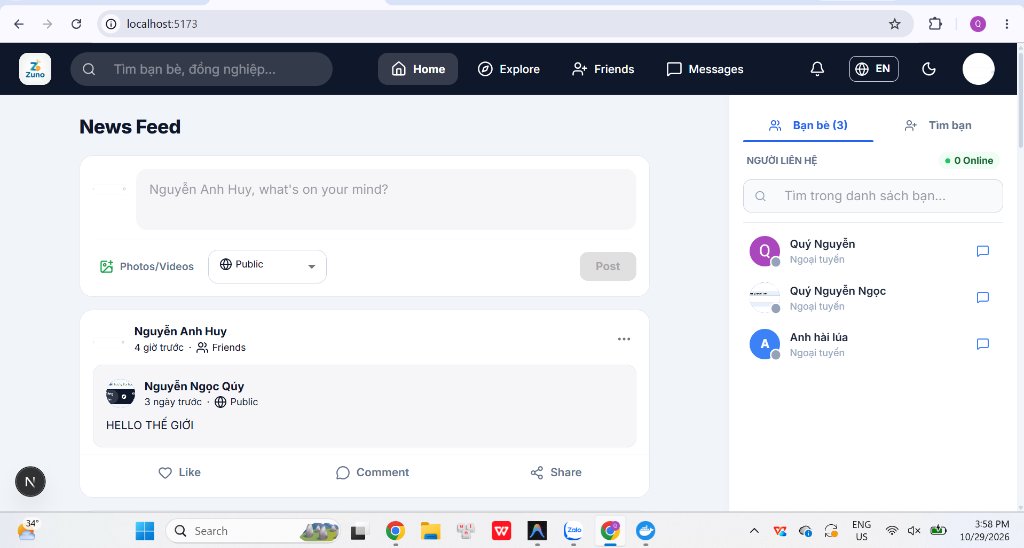 localhost:5173
Q
Zuno
Tìm bạn bè, đồng nghiệp...
Home
Explore
Friends
Messages
EN
News Feed
Nguyễn Anh Huy, what's on your mind?
Photos/Videos
Public
Post
Nguyễn Anh Huy
4 giờ trước · Friends
Nguyễn Ngọc Qúy
3 ngày trước · Public
HELLO THẾ GIỚI
Like
Comment
Share
Bạn bè (3)
Tìm bạn
NGƯỜI LIÊN HỆ
0 Online
Tìm trong danh sách bạn...
Q
Quý Nguyễn
Ngoại tuyến
Quý Nguyễn Ngọc
Ngoại tuyến
A
Anh hài lúa
Ngoại tuyến
N
34°
Search
Zalo
ENG
US
3:58 PM
10/29/2026